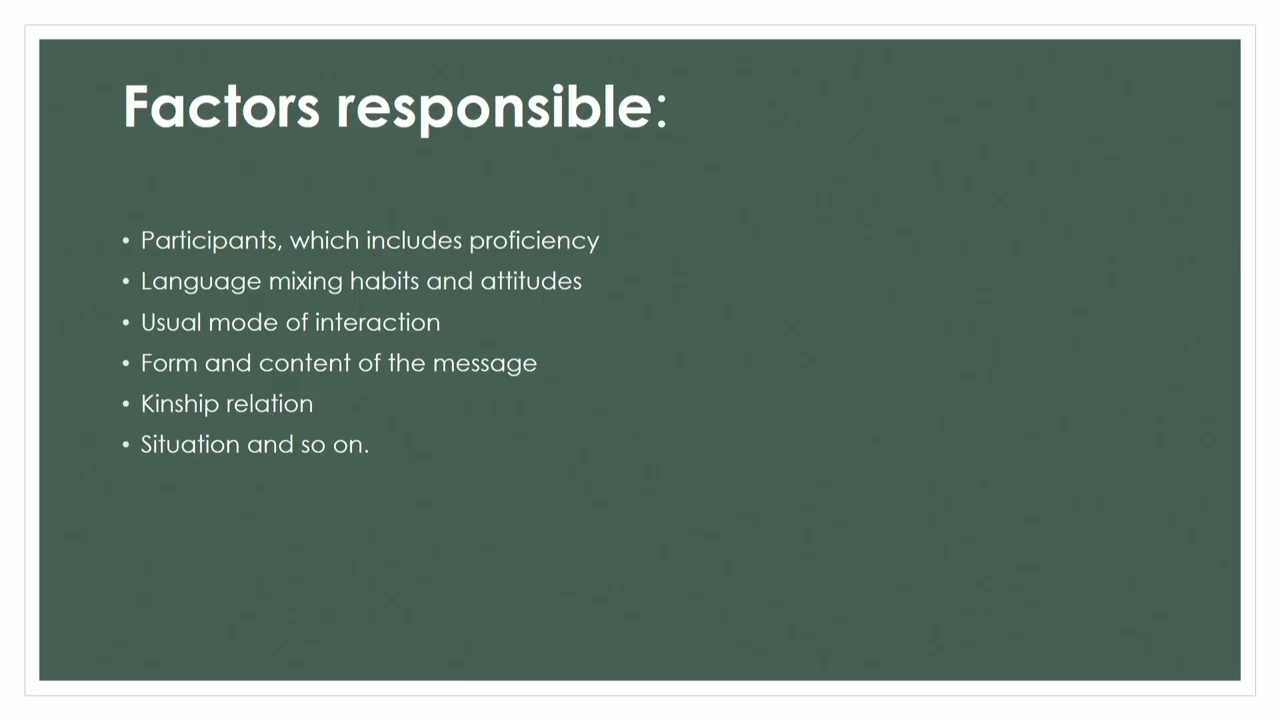 Factors responsible:
• Participants, which includes proficiency
• Language mixing habits and attitudes
• Usual mode of interaction
• Form and content of the message
• Kinship relation
• Situation and so on.